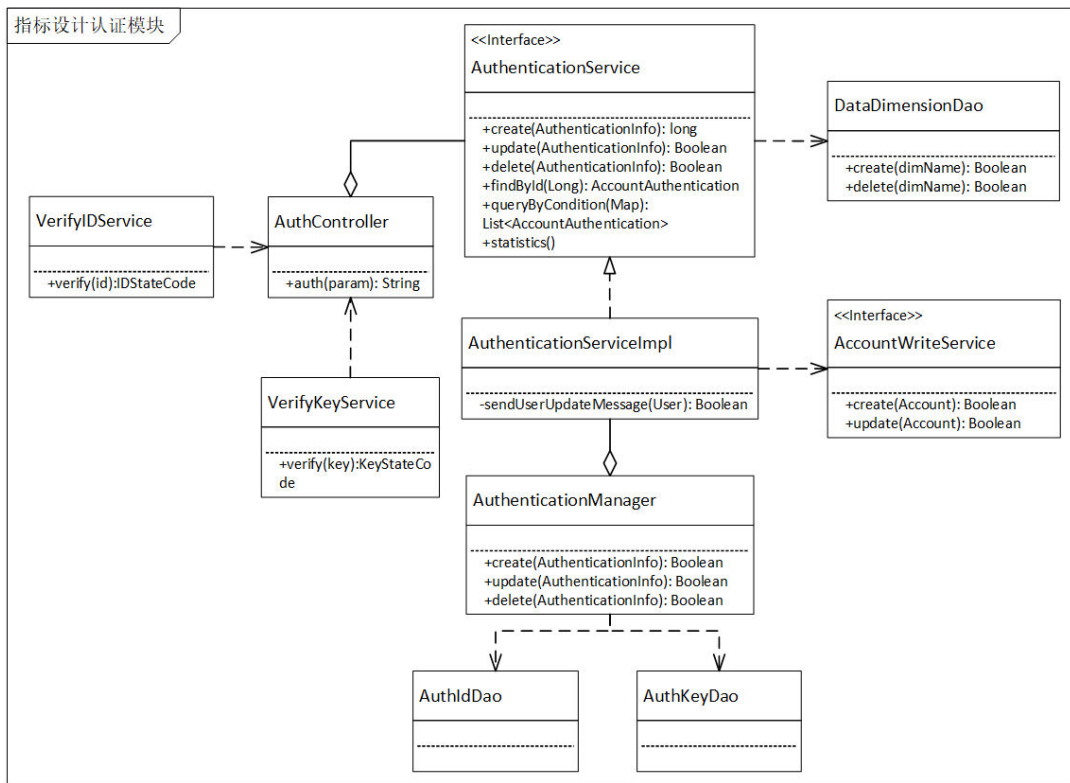 指标设计认证模块
<<Interface>>
AuthenticationService
+create(AuthenticationInfo): long
+update(AuthenticationInfo): Boolean
+delete(AuthenticationInfo): Boolean
+findById(Long): AccountAuthentication
+queryByCondition(Map):
List<AccountAuthentication>
+statistics()
DataDimensionDao
+create(dimName): Boolean
+delete(dimName): Boolean
VerifyIDService
+verify(id):IDStateCode
AuthController
+auth(param): String
VerifyKeyService
+verify(key):KeyStateCo
de
AuthenticationServiceImpl
-sendUserUpdateMessage(User): Boolean
<<Interface>>
AccountWriteService
+create(Account): Boolean
+update(Account): Boolean
AuthenticationManager
+create(AuthenticationInfo): Boolean
+update(AuthenticationInfo): Boolean
+delete(AuthenticationInfo): Boolean
AuthIdDao
AuthKeyDao